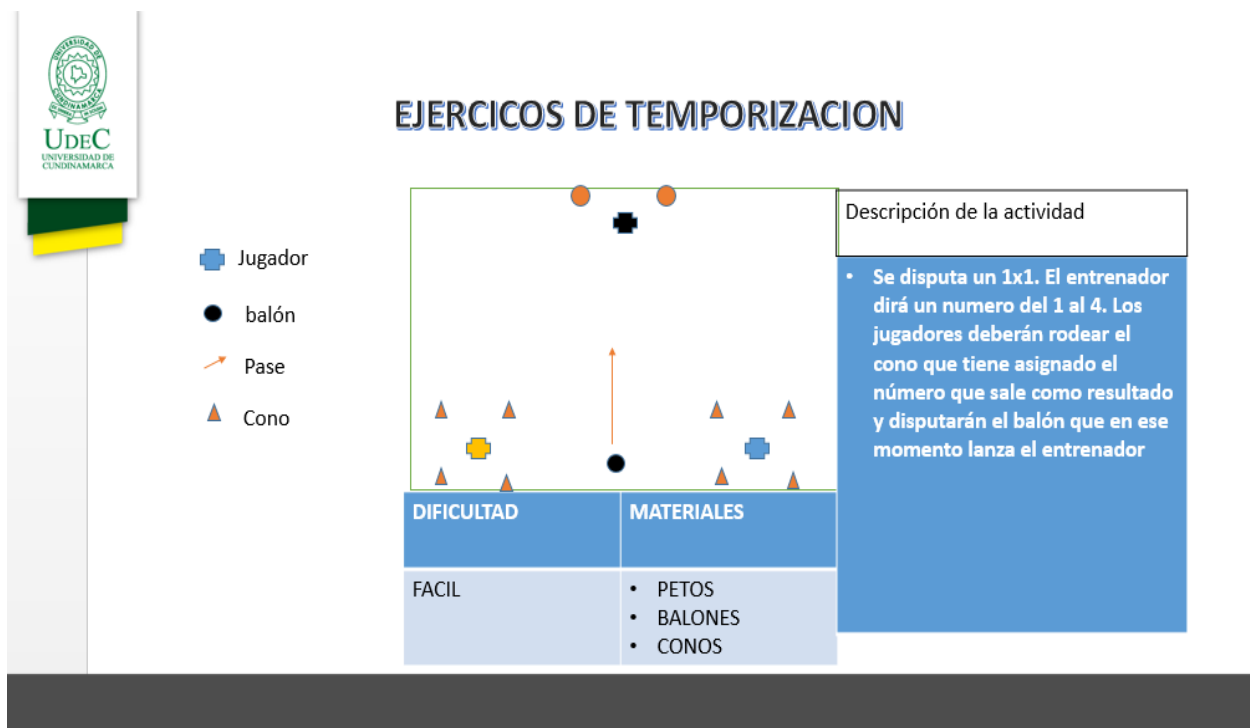 UNIVERSIDAD DE
CUNDINAMARCA
UDEC
UNIVERSIDAD DE
CUNDINAMARCA
EJERCICOS DE TEMPORIZACION
Jugador
balón
Pase
Cono
Descripción de la actividad
• Se disputa un 1x1. El entrenador
dirá un numero del 1 al 4. Los
jugadores deberán rodear el
cono que tiene asignado el
número que sale como resultado
y disputarán el balón que en ese
momento lanza el entrenador
DIFICULTAD
MATERIALES
FACIL
• PETOS
• BALONES
• CONOS